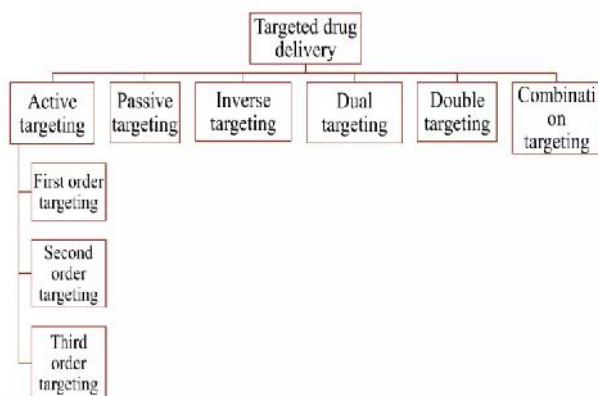 Targeted drug
delivery
Active
targeting
Passive
targeting
Inverse
targeting
Dual
targeting
Double
targeting
Combinati
on
targeting
First order
targeting
Second
order
targeting
Third
order
targeting